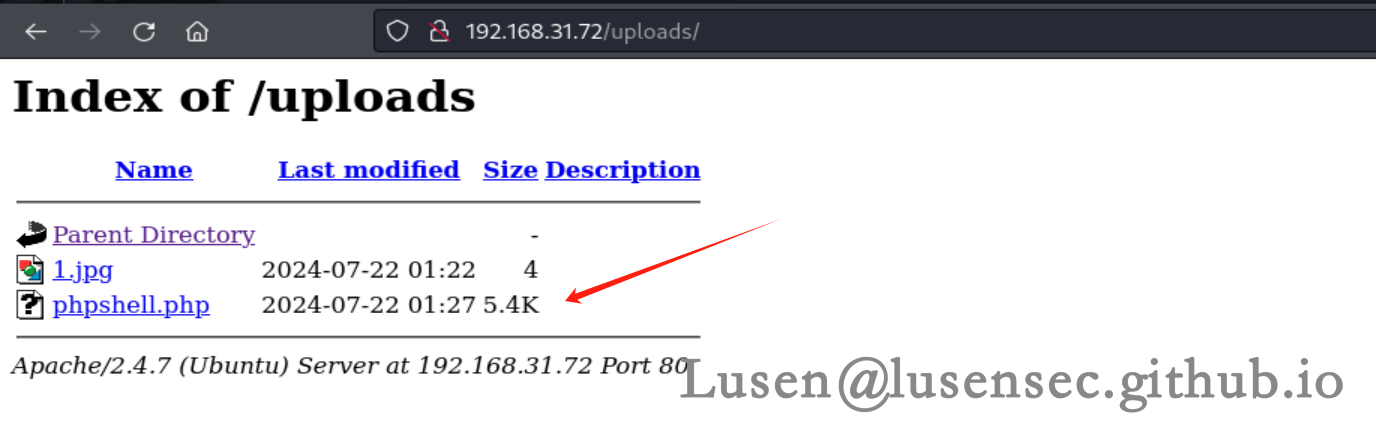 192.168.31.72/uploads/
Index of /uploads
Name Last modified Size Description
Parent Directory -
1.jpg 2024-07-22 01:22 4
phpshell.php 2024-07-22 01:27 5.4K
Apache/2.4.7 (Ubuntu) Server at 192.168.31.72 Port 80
Lusen@lusensec.github.io